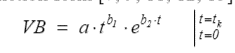 VB = a · t^{b_1} · e^{b_2 · t} |_{t=0}^{t=t_k}